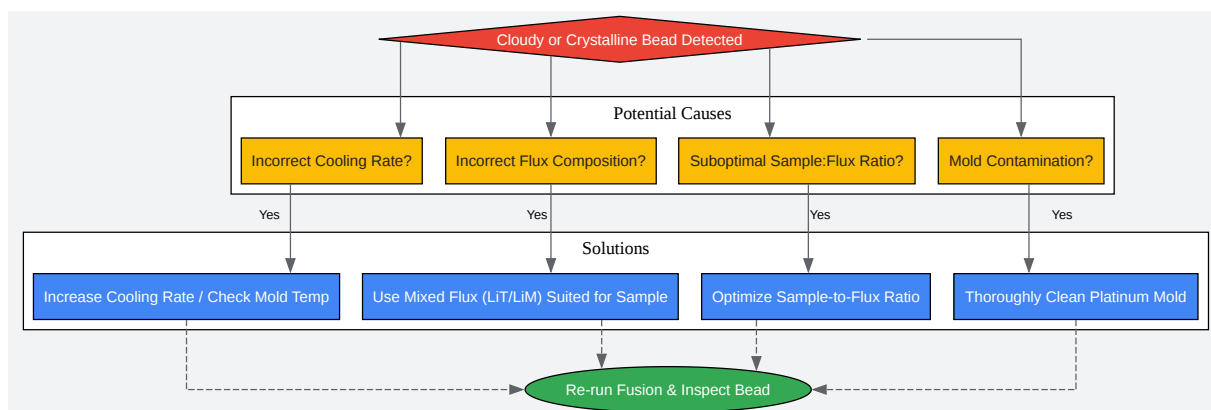 Cloudy or Crystalline Bead Detected
Potential Causes
Incorrect Cooling Rate?
Incorrect Flux Composition?
Suboptimal Sample:Flux Ratio?
Mold Contamination?
Yes
Yes
Yes
Yes
Solutions
Increase Cooling Rate / Check Mold Temp
Use Mixed Flux (LiT/LiM) Suited for Sample
Optimize Sample-to-Flux Ratio
Thoroughly Clean Platinum Mold
Re-run Fusion & Inspect Bead